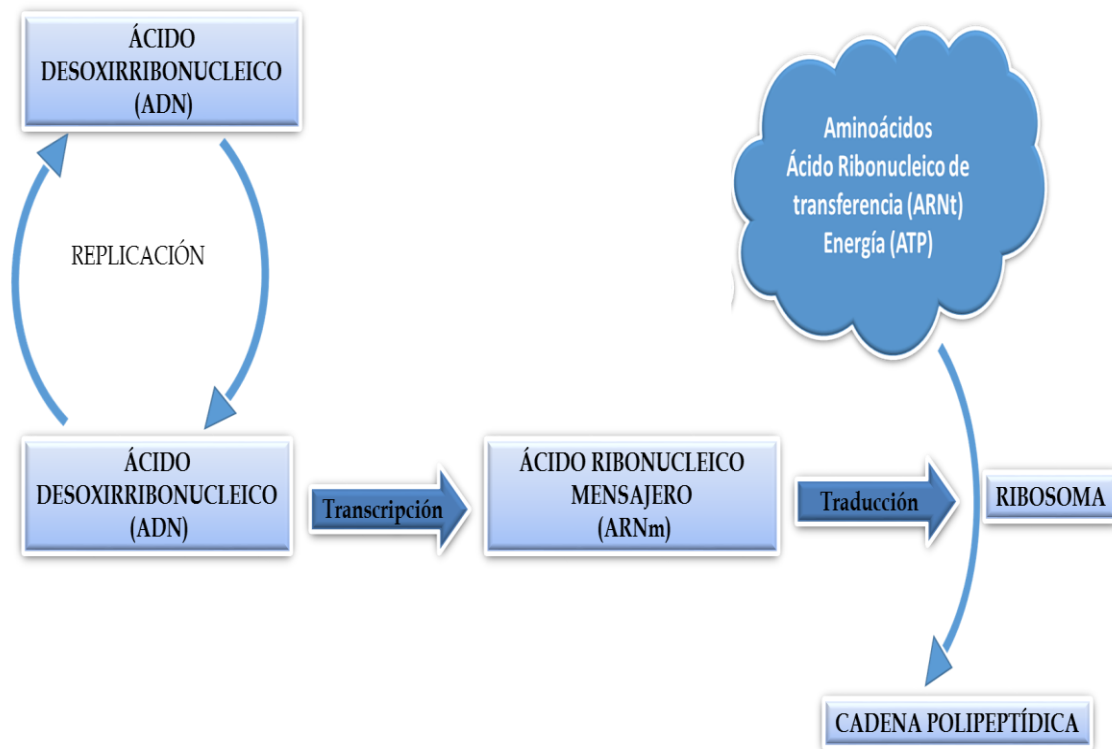 ÁCIDO
DESOXIRRIBONUCLEICO
(ADN)
Aminoácidos
Ácido Ribonucleico de
transferencia (ARNt)
Energía (ATP)
REPLICACIÓN
ÁCIDO
DESOXIRRIBONUCLEICO
(ADN)
Transcripción
ÁCIDO RIBONUCLEICO
MENSAJERO
(ARNm)
Traducción
RIBOSOMA
CADENA POLIPEPTÍDICA